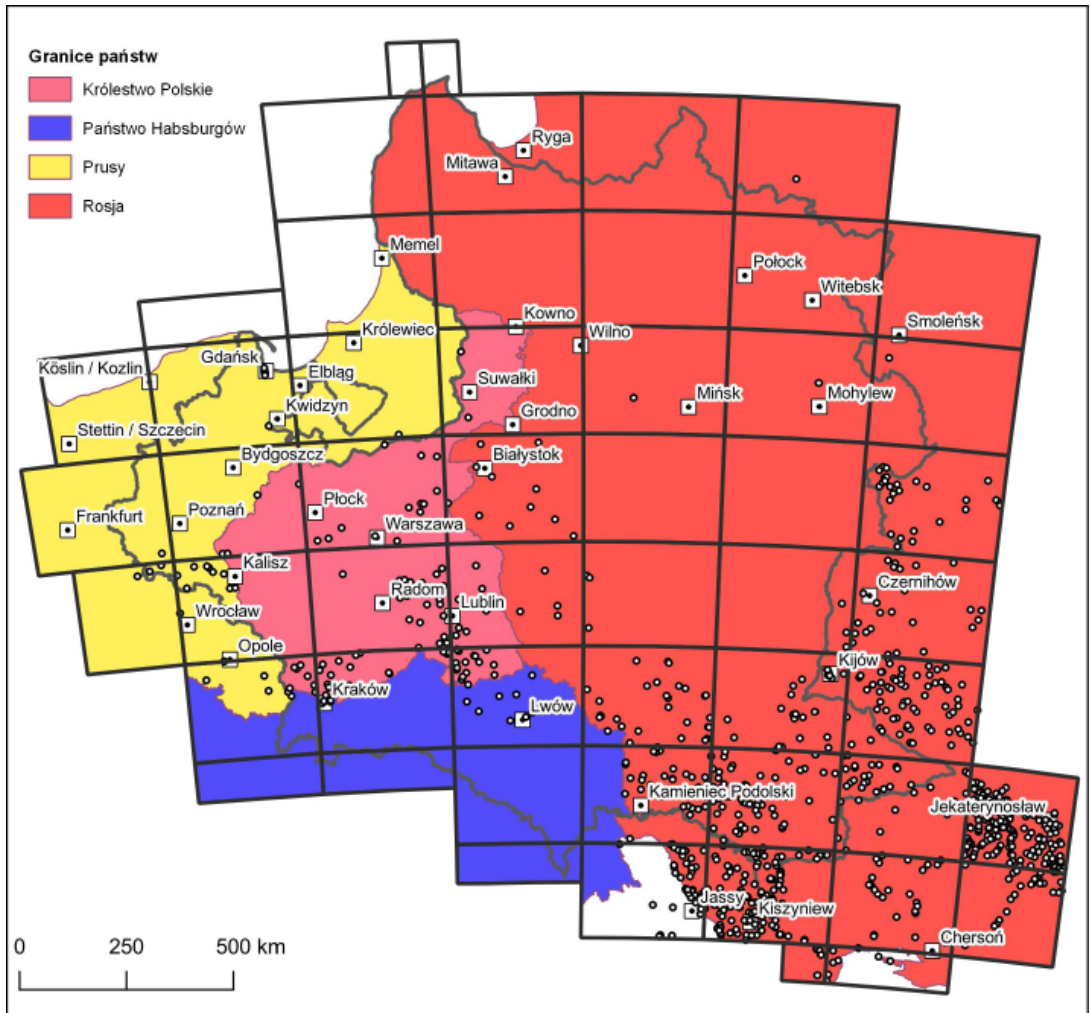 Granice państw
Królestwo Polskie
Państwo Habsburgów
Prusy
Rosja
Ryga
Mitawa
Memel
Połock
Witebsk
Smoleńsk
Kowno
Wilno
Królewiec
Gdańsk
Köslin / Kozlin
Elbląg
Suwałki
Mińsk
Mohylew
Kwidzyn
Grodno
Stettin / Szczecin
Bydgoszcz
Białystok
Frankfurt
Poznań
Płock
Warszawa
Kalisz
Czernihów
Wrocław
Radom
Lublin
Opole
Kijów
Kraków
Lwów
Kamieniec Podolski
Jekaterynosław
Jassy
Kiszyniew
Chersoń
0 250 500 km